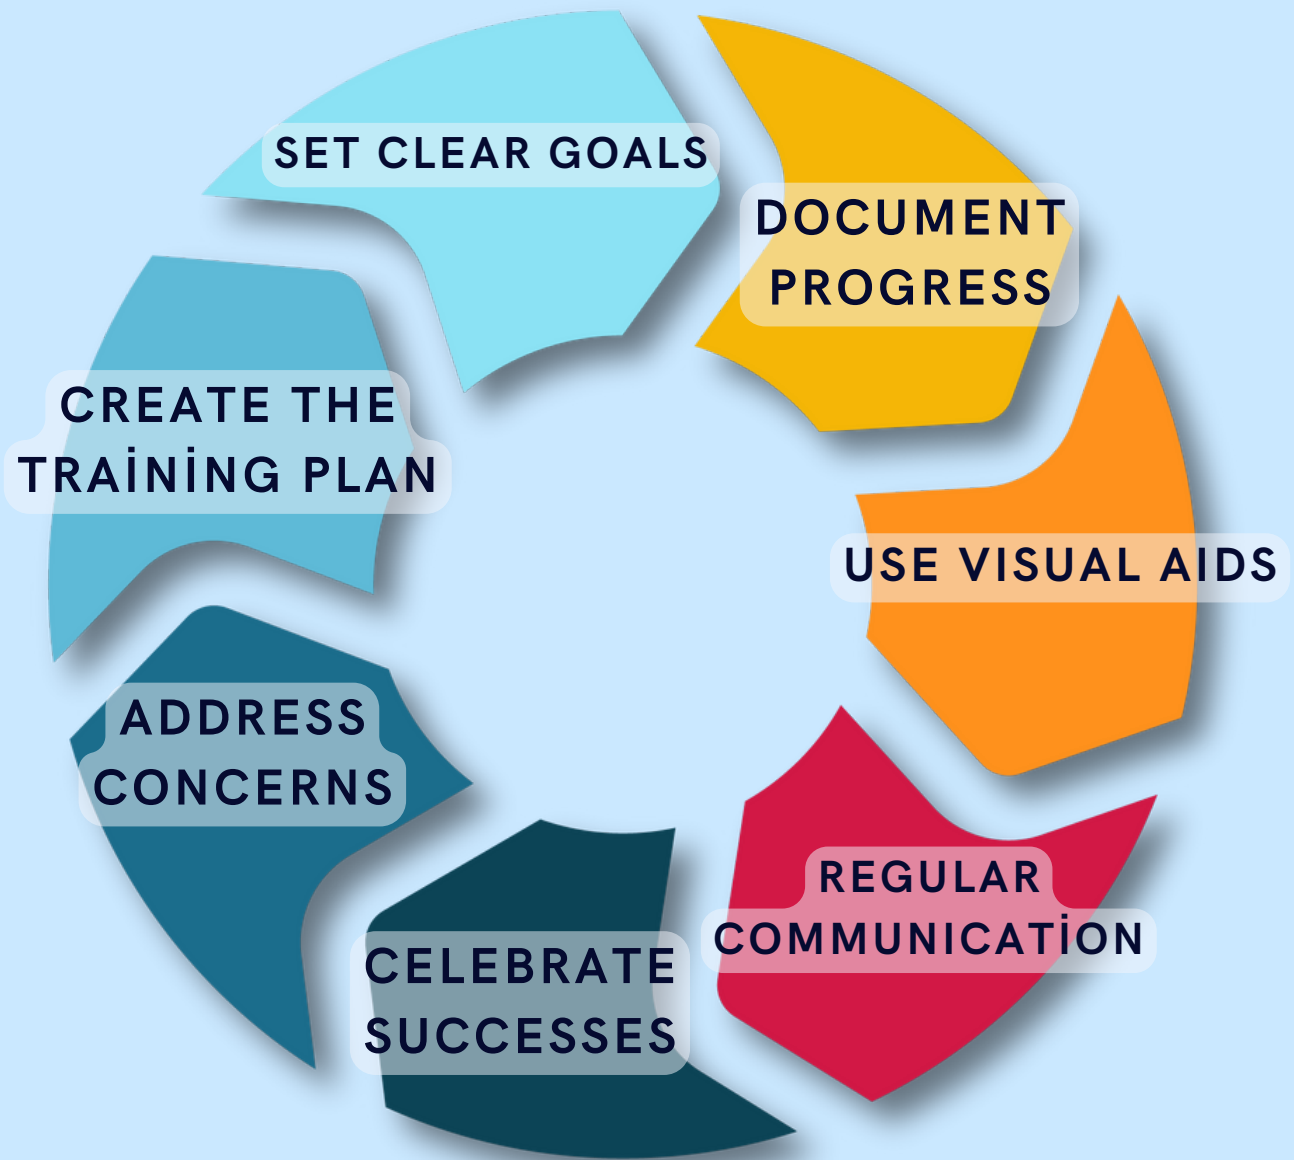 SET CLEAR GOALS
DOCUMENT
PROGRESS
USE VISUAL AIDS
REGULAR
COMMUNICATİON
CELEBRATE
SUCCESSES
ADDRESS
CONCERNS
CREATE THE
TRAİNİNG PLAN